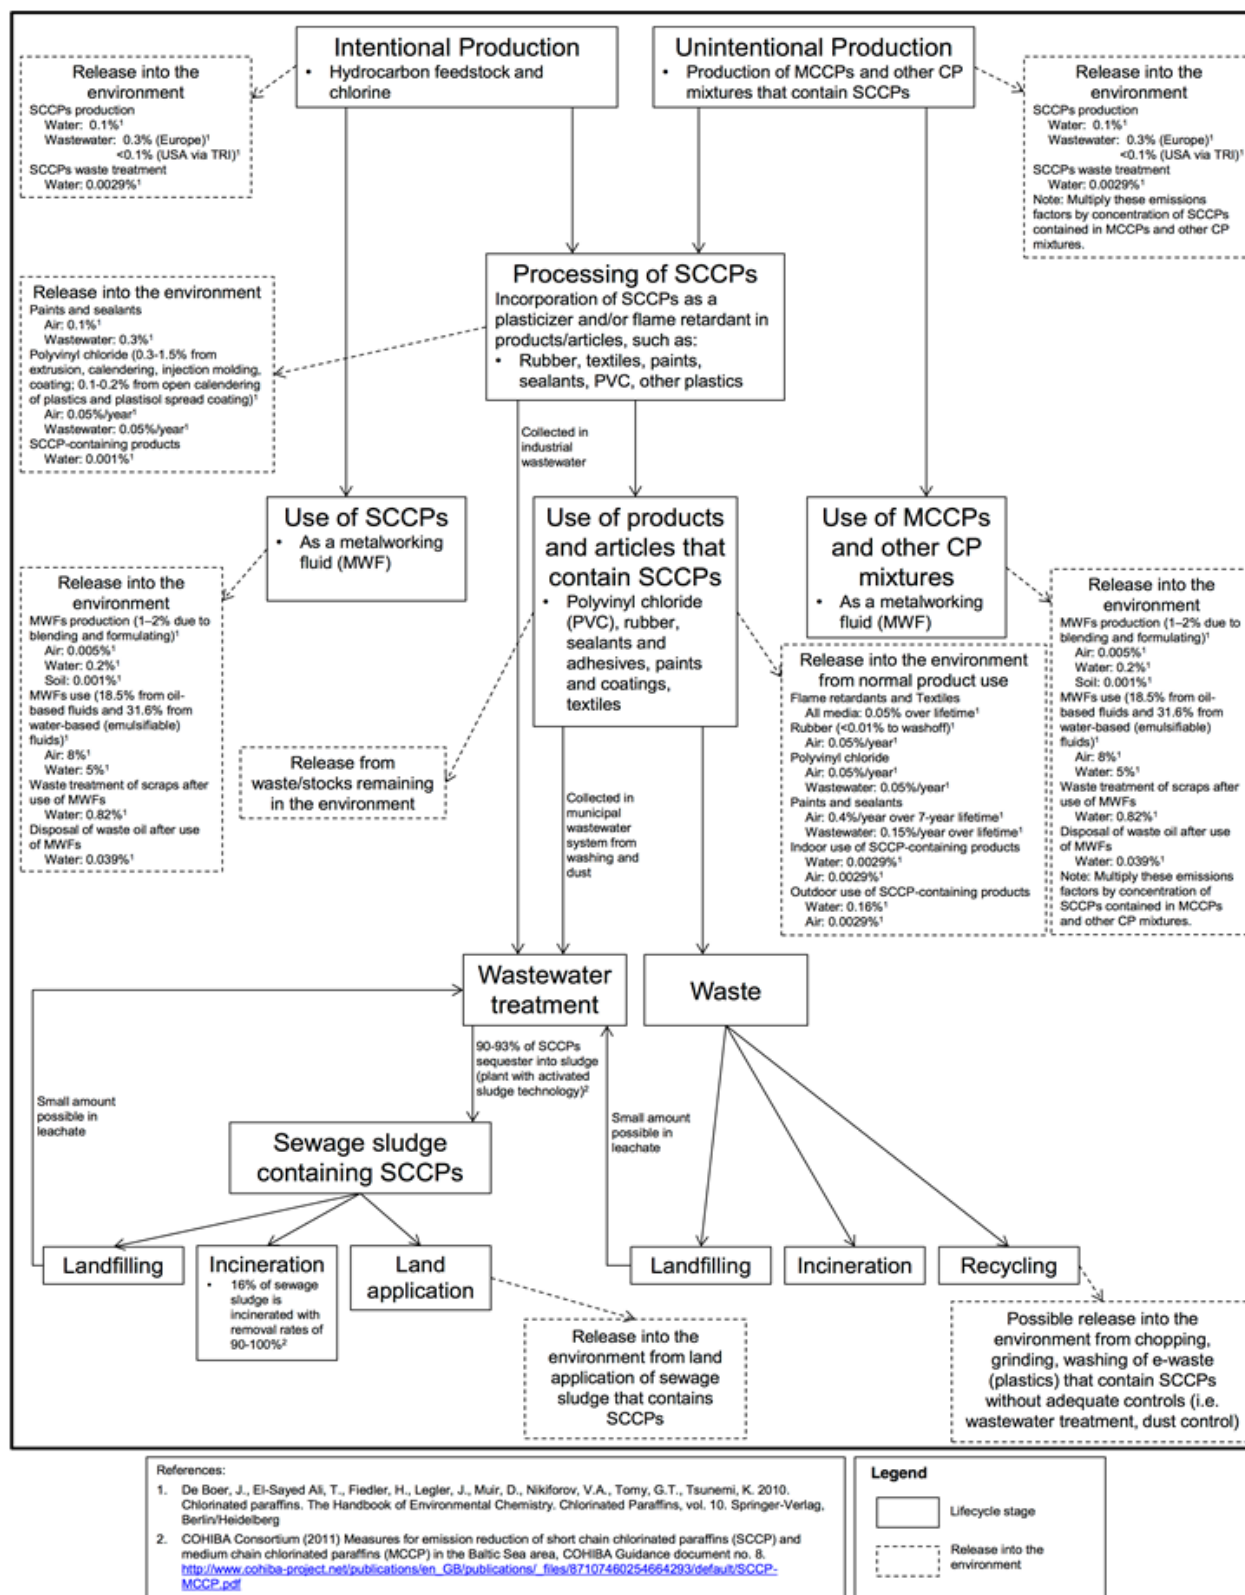 Intentional Production
• Hydrocarbon feedstock and
chlorine
Unintentional Production
• Production of MCCPs and other CP
mixtures that contain SCCPs
Release into the
environment
SCCPs production
Water: 0.1%¹
Wastewater: 0.3% (Europe)¹
<0.1% (USA via TRI)¹
SCCPs waste treatment
Water: 0.0029%¹
Release into the
environment
SCCPs production
Water: 0.1%¹
Wastewater: 0.3% (Europe)¹
<0.1% (USA via TRI)¹
SCCPs waste treatment
Water: 0.0029%¹
Note: Multiply these emissions
factors by concentration of SCCPs
contained in MCCPs and other CP
mixtures.
Processing of SCCPs
Incorporation of SCCPs as a
plasticizer and/or flame retardant in
products/articles, such as:
• Rubber, textiles, paints,
sealants, PVC, other plastics
Release into the environment
Paints and sealants
Air: 0.1%¹
Wastewater: 0.3%¹
Polyvinyl chloride (0.3-1.5% from
extrusion, calendering, injection molding,
coating; 0.1-0.2% from open calendering
of plastics and plastisol spread coating)¹
Air: 0.05%/year¹
Wastewater: 0.05%/year¹
SCCP-containing products
Water: 0.001%¹
Collected in
industrial
wastewater
Use of SCCPs
• As a metalworking
fluid (MWF)
Use of products
and articles that
contain SCCPs
• Polyvinyl chloride
(PVC), rubber,
sealants and
adhesives, paints
and coatings,
textiles
Use of MCCPs
and other CP
mixtures
• As a metalworking
fluid (MWF)
Release into the
environment
MWFs production (1–2% due to
blending and formulating)¹
Air: 0.005%¹
Water: 0.2%¹
Soil: 0.001%¹
MWFs use (18.5% from oil-
based fluids and 31.6% from
water-based (emulsifiable)
fluids)¹
Air: 8%¹
Water: 5%¹
Waste treatment of scraps after
use of MWFs
Water: 0.82%¹
Disposal of waste oil after use
of MWFs
Water: 0.039%¹
Release from
waste/stocks remaining
in the environment
Collected in
municipal
wastewater
system from
washing and
dust
Release into the environment
from normal product use
Flame retardants and Textiles
All media: 0.05% over lifetime¹
Rubber (<0.01% to washoff)¹
Air: 0.05%/year¹
Polyvinyl chloride
Air: 0.05%/year¹
Wastewater: 0.05%/year¹
Paints and sealants
Air: 0.4%/year over 7-year lifetime¹
Wastewater: 0.15%/year over lifetime¹
Indoor use of SCCP-containing products
Water: 0.0029%¹
Air: 0.0029%¹
Outdoor use of SCCP-containing products
Water: 0.16%¹
Air: 0.0029%¹
Release into the
environment
MWFs production (1–2% due to
blending and formulating)¹
Air: 0.005%¹
Water: 0.2%¹
Soil: 0.001%¹
MWFs use (18.5% from oil-
based fluids and 31.6% from
water-based (emulsifiable)
fluids)¹
Air: 8%¹
Water: 5%¹
Waste treatment of scraps after
use of MWFs
Water: 0.82%¹
Disposal of waste oil after use
of MWFs
Water: 0.039%¹
Note: Multiply these emissions
factors by concentration of
SCCPs contained in MCCPs
and other CP mixtures.
Wastewater
treatment
Waste
90-93% of SCCPs
sequester into sludge
(plant with activated
sludge technology)²
Small amount
possible in
leachate
Small amount
possible in
leachate
Sewage sludge
containing SCCPs
Landfilling
Incineration
• 16% of sewage
sludge is
incinerated with
removal rates of
90-100%²
Land
application
Landfilling
Incineration
Recycling
Release into the
environment from land
application of sewage
sludge that contains
SCCPs
Possible release into the
environment from chopping,
grinding, washing of e-waste
(plastics) that contain SCCPs
without adequate controls (i.e.
wastewater treatment, dust control)
References:
1. De Boer, J., El-Sayed Ali, T., Fiedler, H., Legler, J., Muir, D., Nikiforov, V.A., Tomy, G.T., Tsunemi, K. 2010.
Chlorinated paraffins. The Handbook of Environmental Chemistry. Chlorinated Paraffins, vol. 10. Springer-Verlag,
Berlin/Heidelberg
2. COHIBA Consortium (2011) Measures for emission reduction of short chain chlorinated paraffins (SCCP) and
medium chain chlorinated paraffins (MCCP) in the Baltic Sea area, COHIBA Guidance document no. 8.
http://www.cohiba-project.net/publications/en_GB/publications/_files/87107460254664293/default/SCCP-
MCCP.pdf
Legend
Lifecycle stage
Release into the
environment